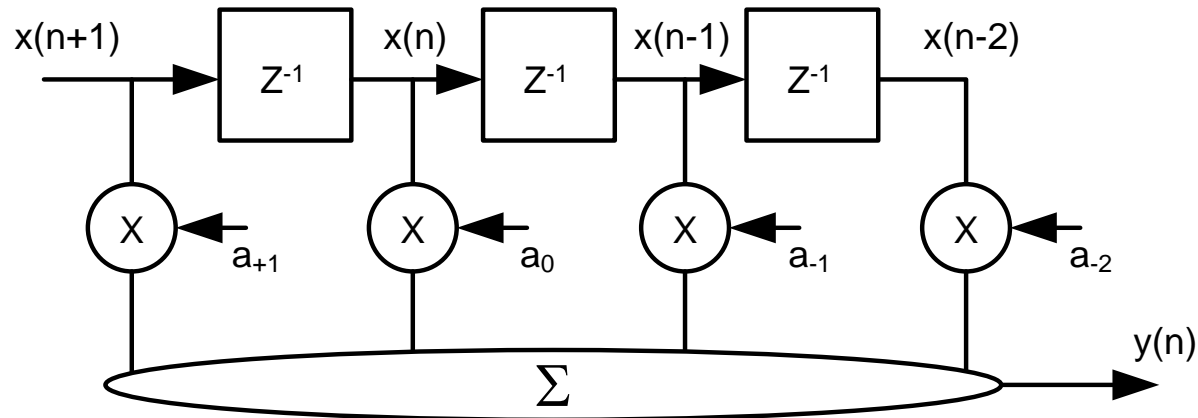 x(n+1) x(n) x(n-1) x(n-2)
Z⁻¹ Z⁻¹ Z⁻¹
X X X X
a₊₁ a₀ a₋₁ a₋₂
y(n)
Σ